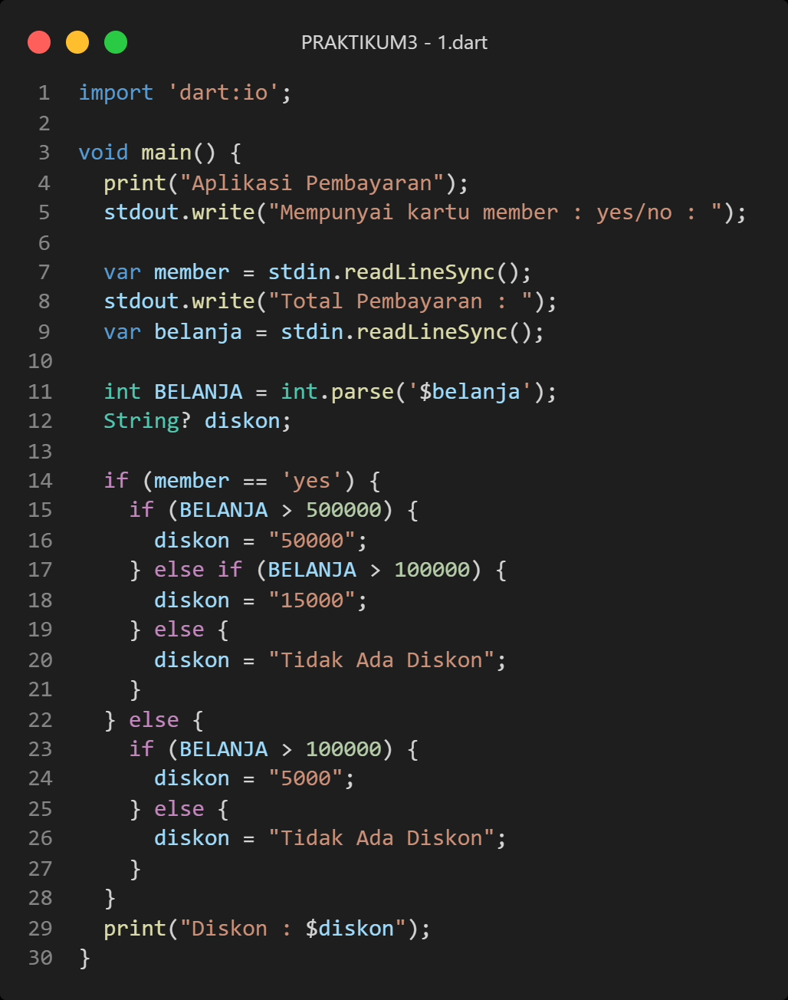 PRAKTIKUM3 - 1.dart
1 import 'dart:io';
2
3 void main() {
4   print("Aplikasi Pembayaran");
5   stdout.write("Mempunyai kartu member : yes/no : ");
6
7   var member = stdin.readLineSync();
8   stdout.write("Total Pembayaran : ");
9   var belanja = stdin.readLineSync();
10
11   int BELANJA = int.parse('$belanja');
12   String? diskon;
13
14   if (member == 'yes') {
15     if (BELANJA > 500000) {
16       diskon = "50000";
17     } else if (BELANJA > 100000) {
18       diskon = "15000";
19     } else {
20       diskon = "Tidak Ada Diskon";
21     }
22   } else {
23     if (BELANJA > 100000) {
24       diskon = "5000";
25     } else {
26       diskon = "Tidak Ada Diskon";
27     }
28   }
29   print("Diskon : $diskon");
30 }